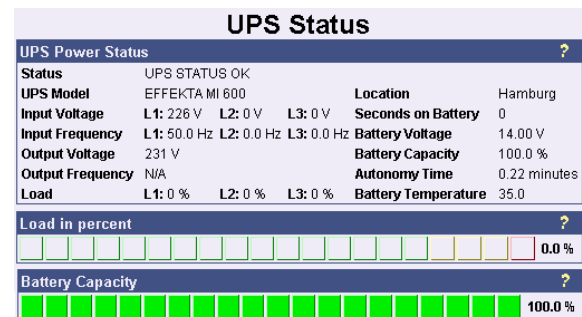 UPS Status
UPS Power Status ?
Status UPS STATUS OK
UPS Model EFFEKTA MI 600 Location Hamburg
Input Voltage L1: 226 V L2: 0 V L3: 0 V Seconds on Battery 0
Input Frequency L1: 50.0 Hz L2: 0.0 Hz L3: 0.0 Hz Battery Voltage 14.00 V
Output Voltage 231 V Battery Capacity 100.0 %
Output Frequency N/A Autonomy Time 0.22 minutes
Load L1: 0 % L2: 0 % L3: 0 % Battery Temperature 35.0
Load in percent ?
0.0 %
Battery Capacity ?
100.0 %